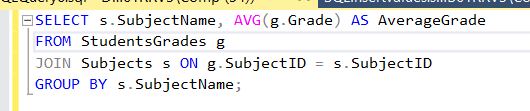 SELECT s.SubjectName, AVG(g.Grade) AS AverageGrade
FROM StudentsGrades g
JOIN Subjects s ON g.SubjectID = s.SubjectID
GROUP BY s.SubjectName;